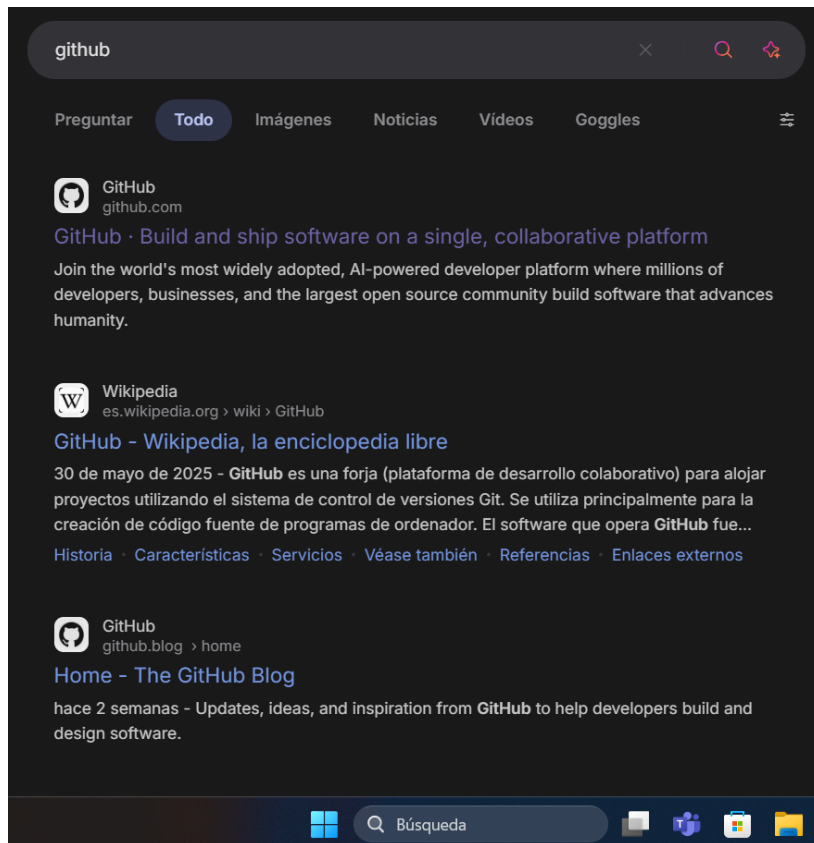 github
Preguntar Todo Imágenes Noticias Vídeos Goggles
GitHub
github.com
GitHub · Build and ship software on a single, collaborative platform
Join the world's most widely adopted, AI-powered developer platform where millions of
developers, businesses, and the largest open source community build software that advances
humanity.
W
Wikipedia
es.wikipedia.org › wiki › GitHub
GitHub - Wikipedia, la enciclopedia libre
30 de mayo de 2025 - GitHub es una forja (plataforma de desarrollo colaborativo) para alojar
proyectos utilizando el sistema de control de versiones Git. Se utiliza principalmente para la
creación de código fuente de programas de ordenador. El software que opera GitHub fue...
Historia · Características · Servicios · Véase también · Referencias · Enlaces externos
GitHub
github.blog › home
Home - The GitHub Blog
hace 2 semanas - Updates, ideas, and inspiration from GitHub to help developers build and
design software.
Búsqueda
T